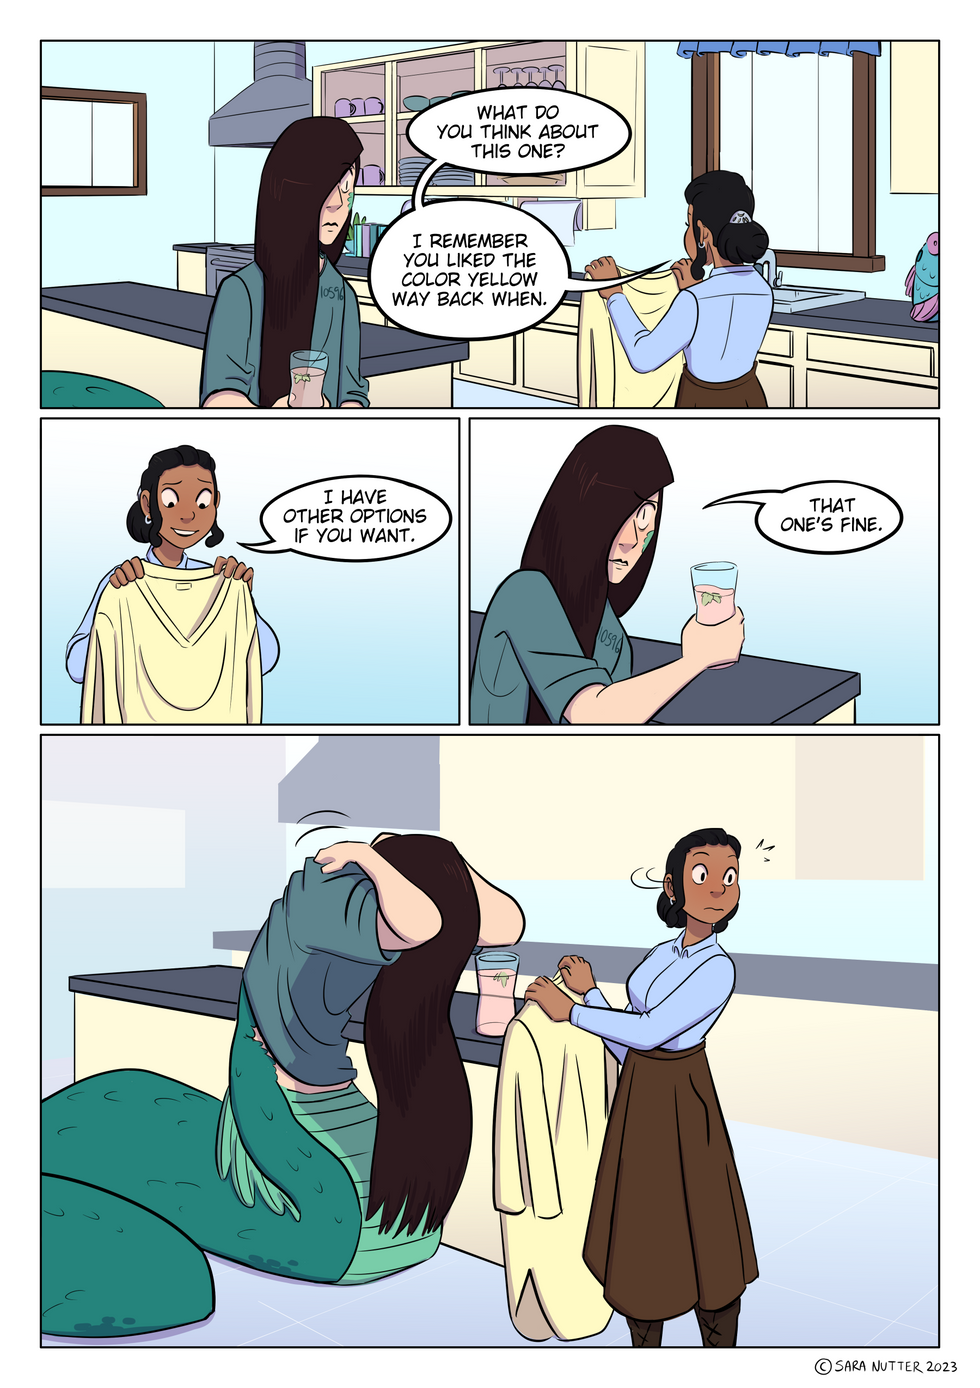 WHAT DO
YOU THINK ABOUT
THIS ONE?
I REMEMBER
YOU LIKED THE
COLOR YELLOW
WAY BACK WHEN.
10596
I HAVE
OTHER OPTIONS
IF YOU WANT.
THAT
ONE'S FINE.
10596
© SARA NUTTER 2023